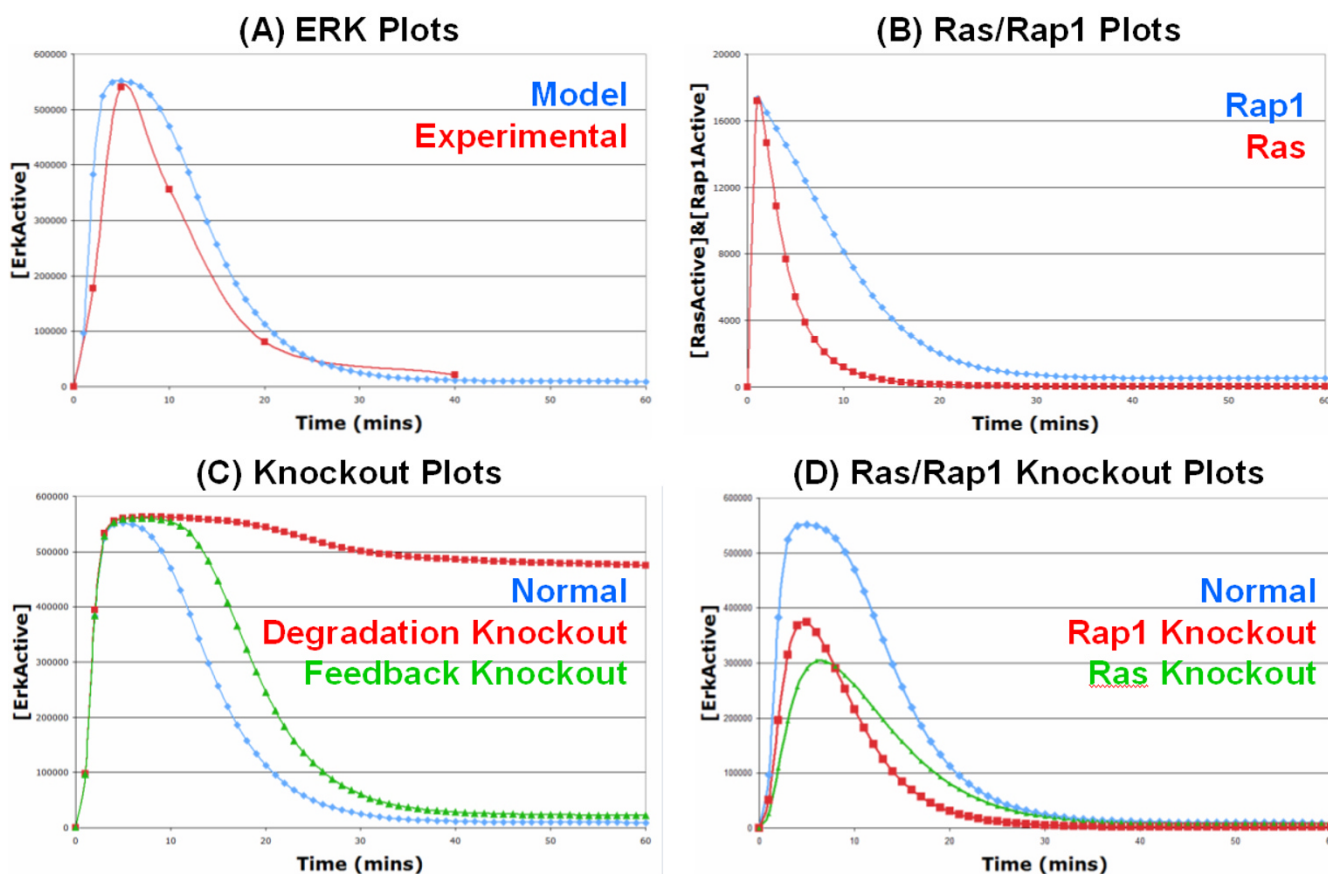 (A) ERK Plots
600000
500000
400000
300000
200000
100000
0
[ErkActive]
Model
Experimental
0 10 20 30 40 50 60
Time (mins)
(B) Ras/Rap1 Plots
20000
16000
12000
8000
4000
0
[RasActive]&[Rap1Active]
Rap1
Ras
0 10 20 30 40 50 60
Time (mins)
(C) Knockout Plots
600000
500000
400000
300000
200000
100000
0
[ErkActive]
Normal
Degradation Knockout
Feedback Knockout
0 10 20 30 40 50 60
Time (mins)
(D) Ras/Rap1 Knockout Plots
600000
500000
400000
300000
200000
100000
0
[ErkActive]
Normal
Rap1 Knockout
Ras Knockout
0 10 20 30 40 50
Time (mins)